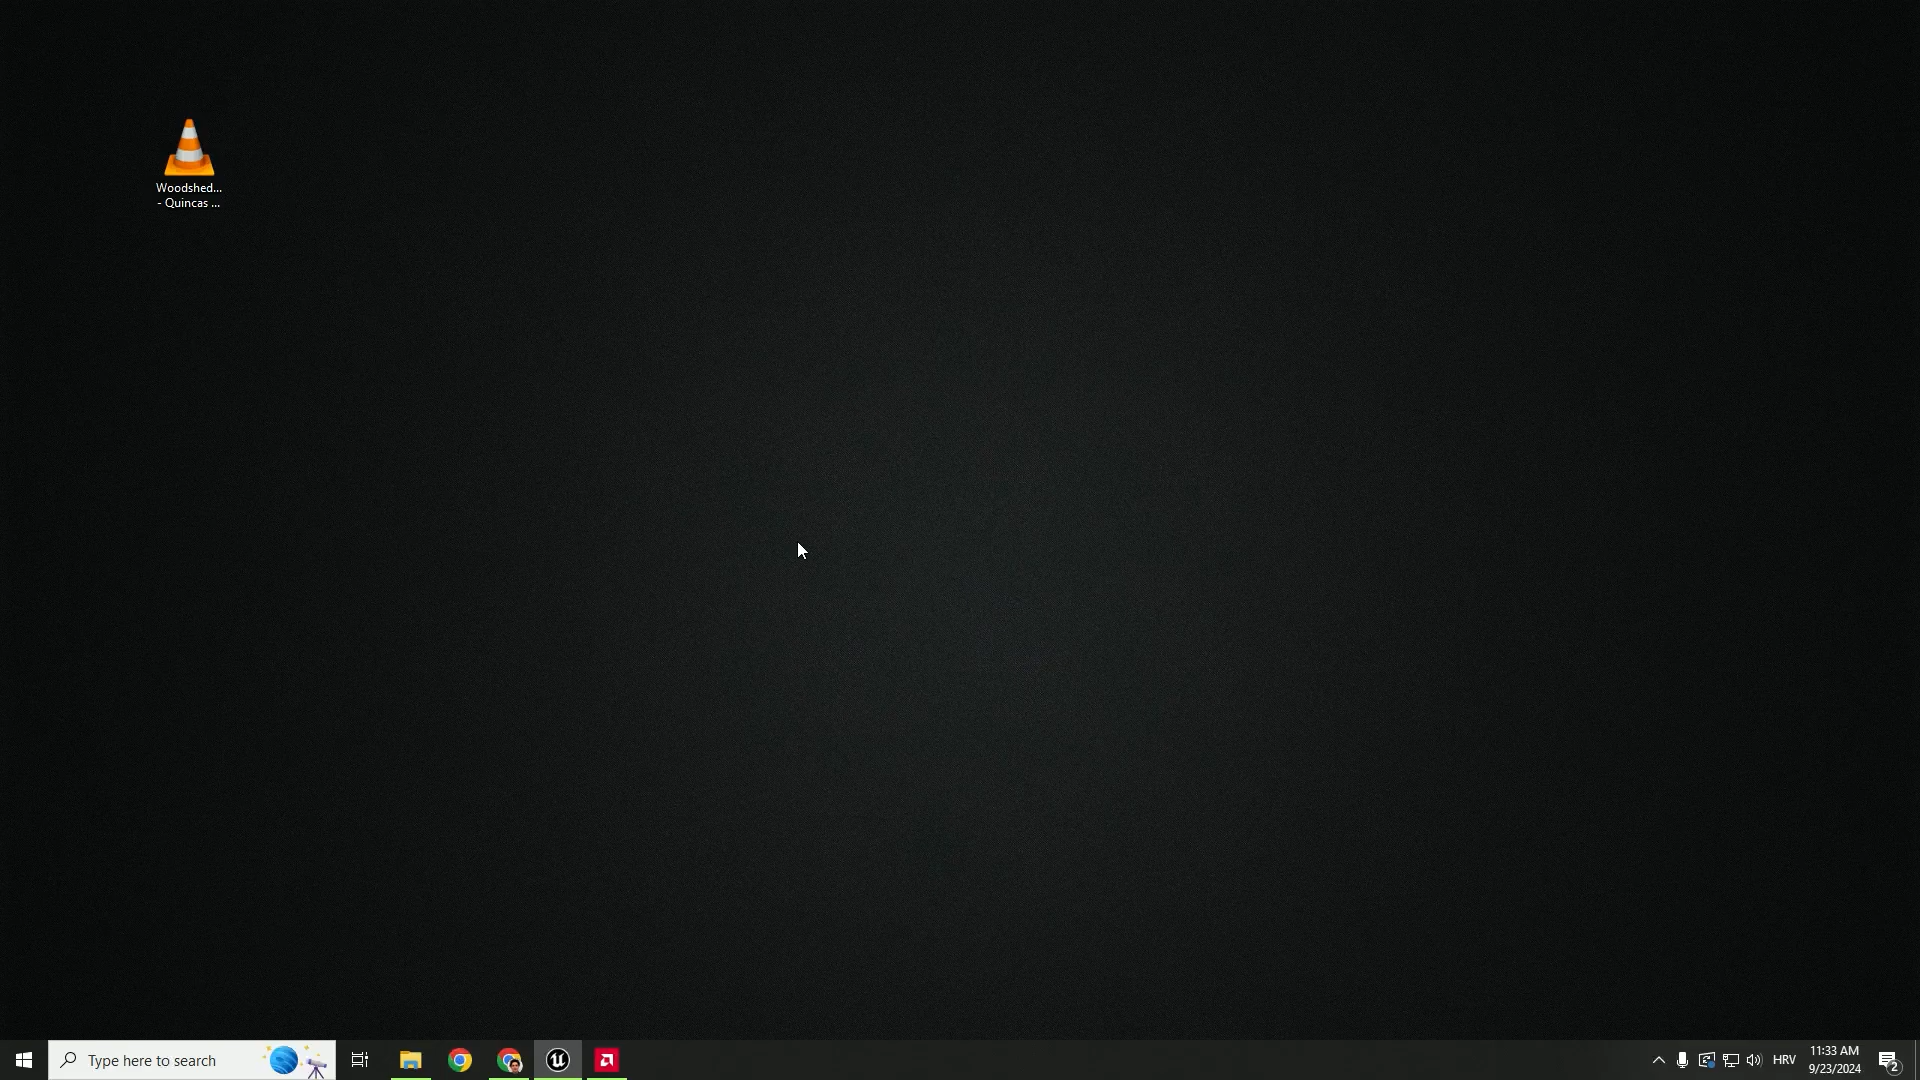 Woodshed...
- Quincas ...
Type here to search
HRV
11:33 AM
9/23/2024
2